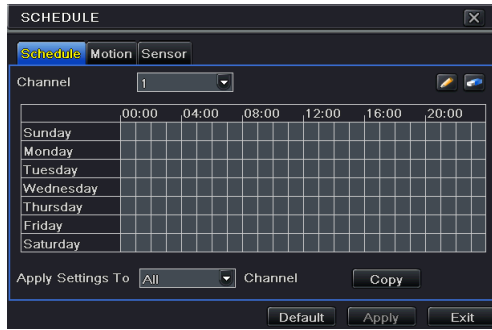 SCHEDULE
Schedule Motion Sensor
Channel 1
00:00 04:00 08:00 12:00 16:00 20:00
Sunday
Monday
Tuesday
Wednesday
Thursday
Friday
Saturday
Apply Settings To All Channel Copy
Default Apply Exit